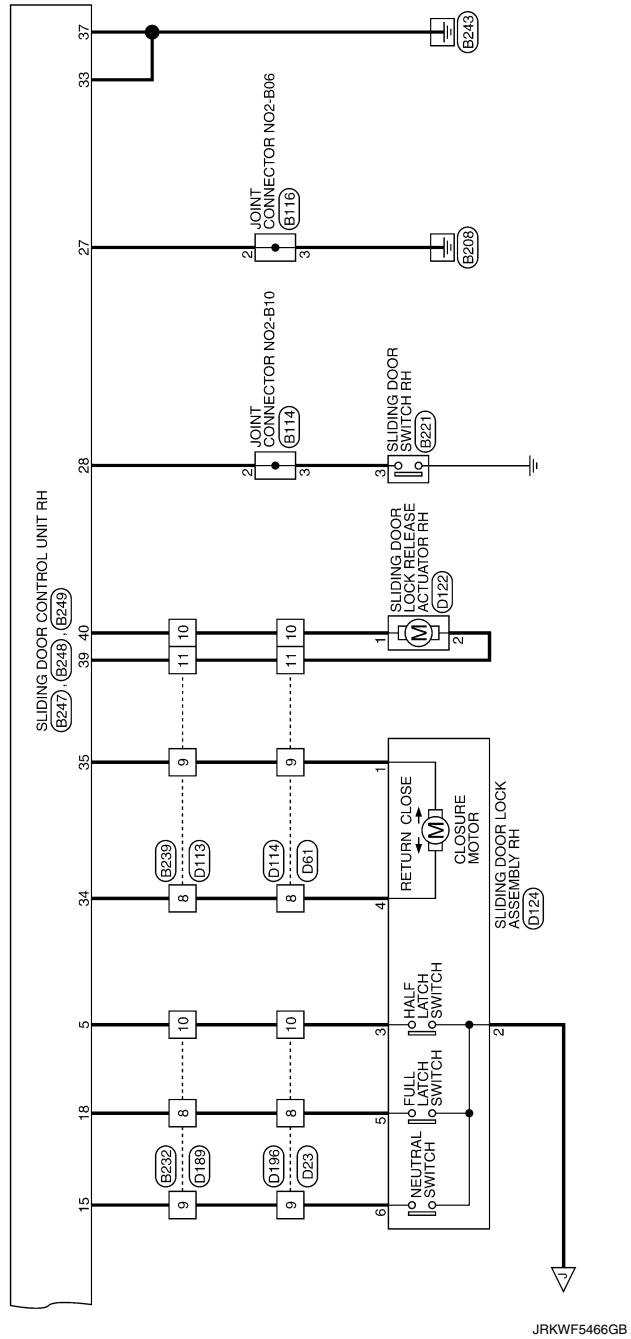 SLIDING DOOR CONTROL UNIT RH
B247 , B248 , B249
15
18
5
34
35
39
40
28
27
33
37
B232
D189
B239
D113
9
8
10
8
9
11
10
D196
D23
D114
D61
9
8
10
8
9
11
10
JOINT
CONNECTOR NO2-B10
B114
2
3
JOINT
CONNECTOR NO2-B06
B116
2
3
6
5
3
4
1
NEUTRAL
SWITCH
FULL
LATCH
SWITCH
HALF
LATCH
SWITCH
RETURN CLOSE
M
CLOSURE
MOTOR
2
SLIDING DOOR LOCK
ASSEMBLY RH
D124
SLIDING DOOR
LOCK RELEASE
ACTUATOR RH
D122
1
M
2
SLIDING DOOR
SWITCH RH
B221
3
B208
B243
J
JRKWF5466GB